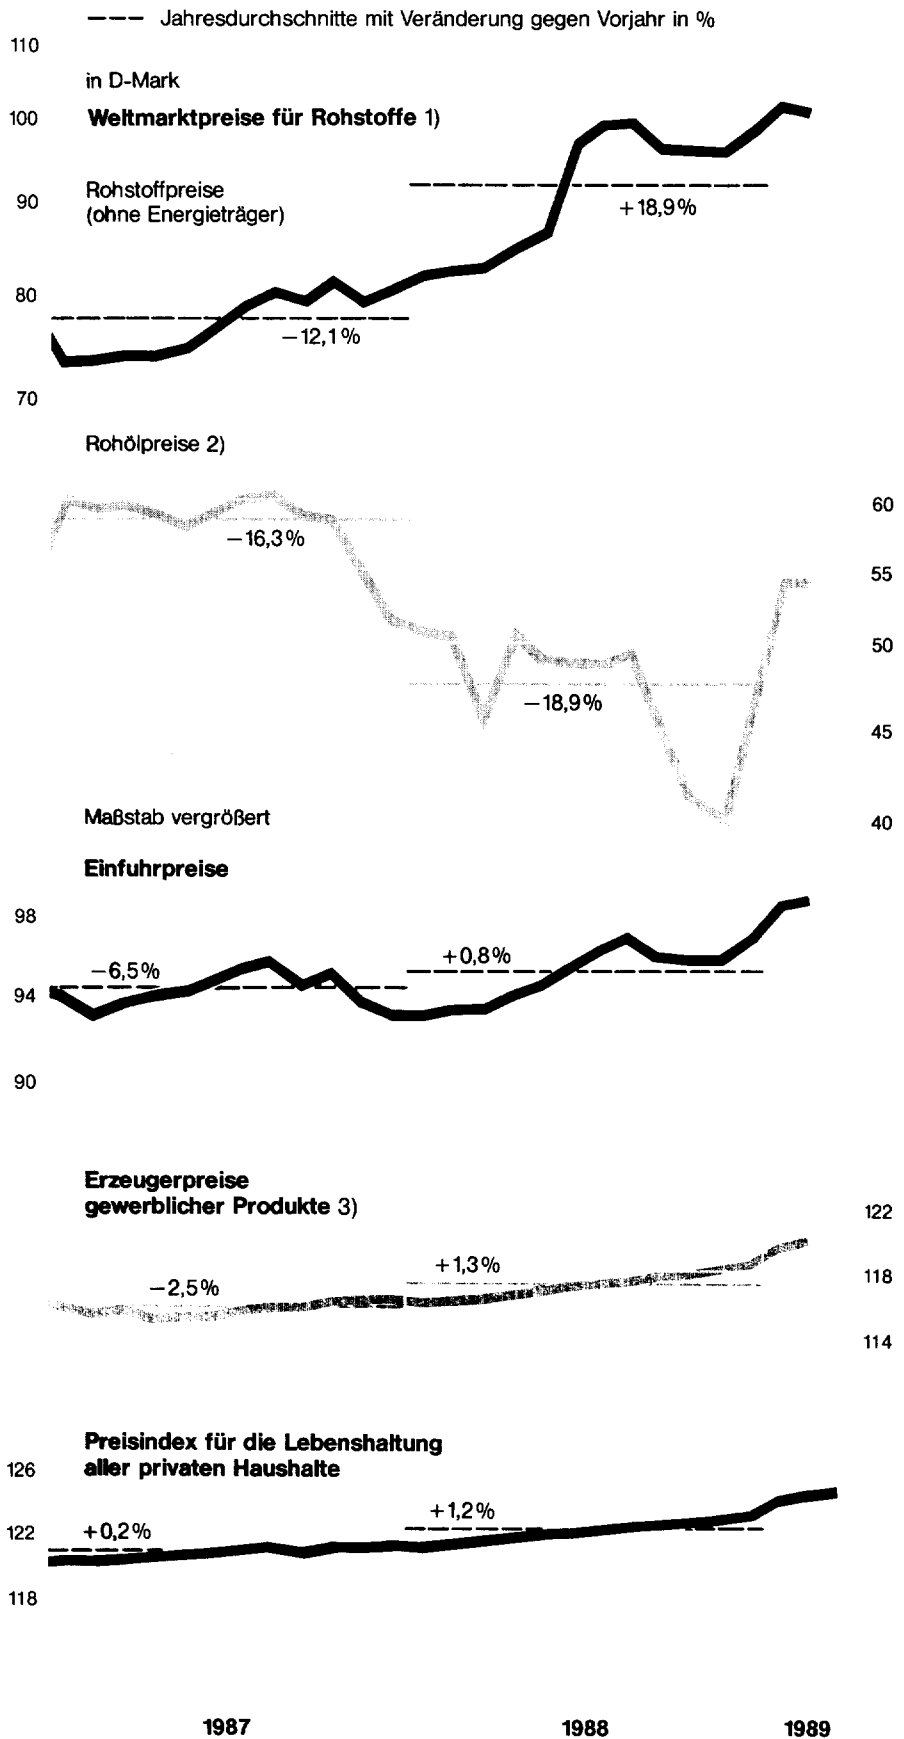 Jahresdurchschnitte mit Veränderung gegen Vorjahr in %
110
in D-Mark
100
Weltmarktpreise für Rohstoffe 1)
Rohstoffpreise
90
(ohne Energieträger)
+18,9%
80
−12,1%
70
Rohölpreise 2)
60
−16,3%
55
50
−18,9%
45
Maßstab vergrößert
40
Einfuhrpreise
98
−6,5%
+0,8%
94
90
Erzeugerpreise
gewerblicher Produkte 3)
122
+1,3%
118
−2,5%
114
Preisindex für die Lebenshaltung
126
aller privaten Haushalte
+1,2%
122
+0,2%
118
1987 1988 1989